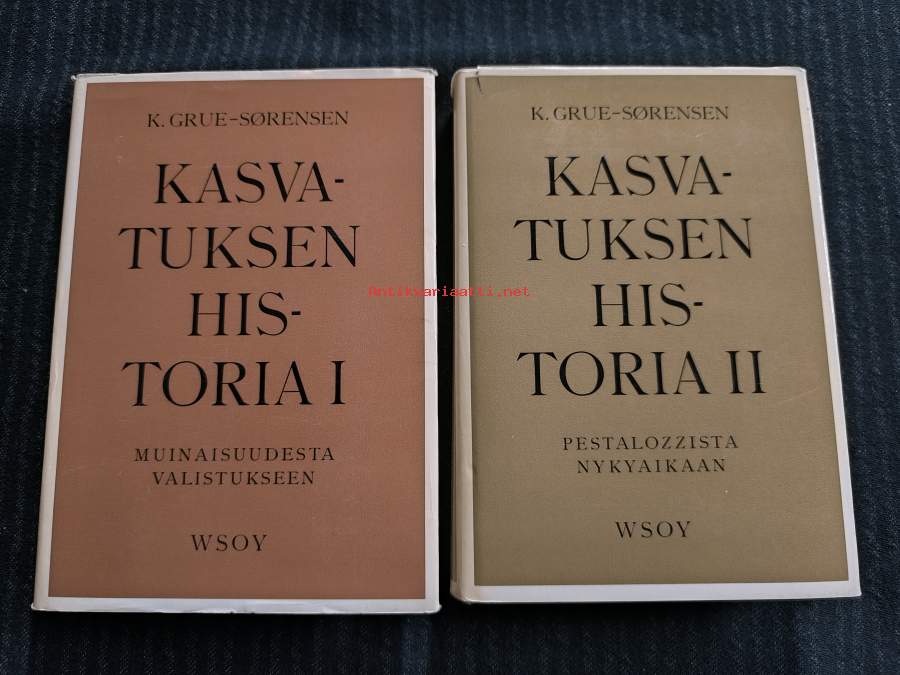 K. GRUE-SØRENSEN
KASVA-
TUKSEN
HIS-
TORIA I
MUINAISUUDESTA
VALISTUKSEEN
WSOY
K. GRUE-SØRENSEN
KASVA-
TUKSEN
HIS-
TORIA II
PESTALOZZISTA
NYKYAIKAAN
WSOY
Antikvariaatti.net